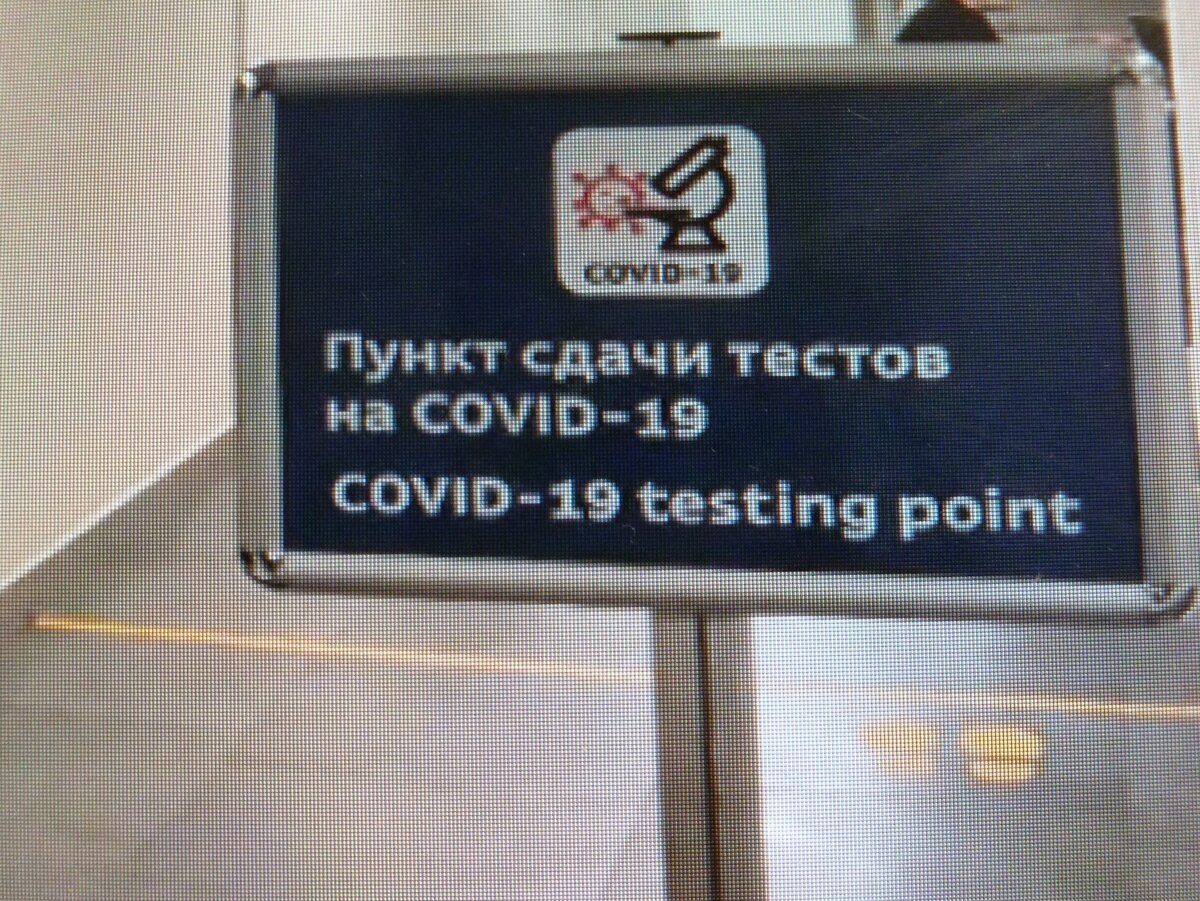 COVID-19
Пункт сдачи тестов
на COVID-19
COVID-19 testing point